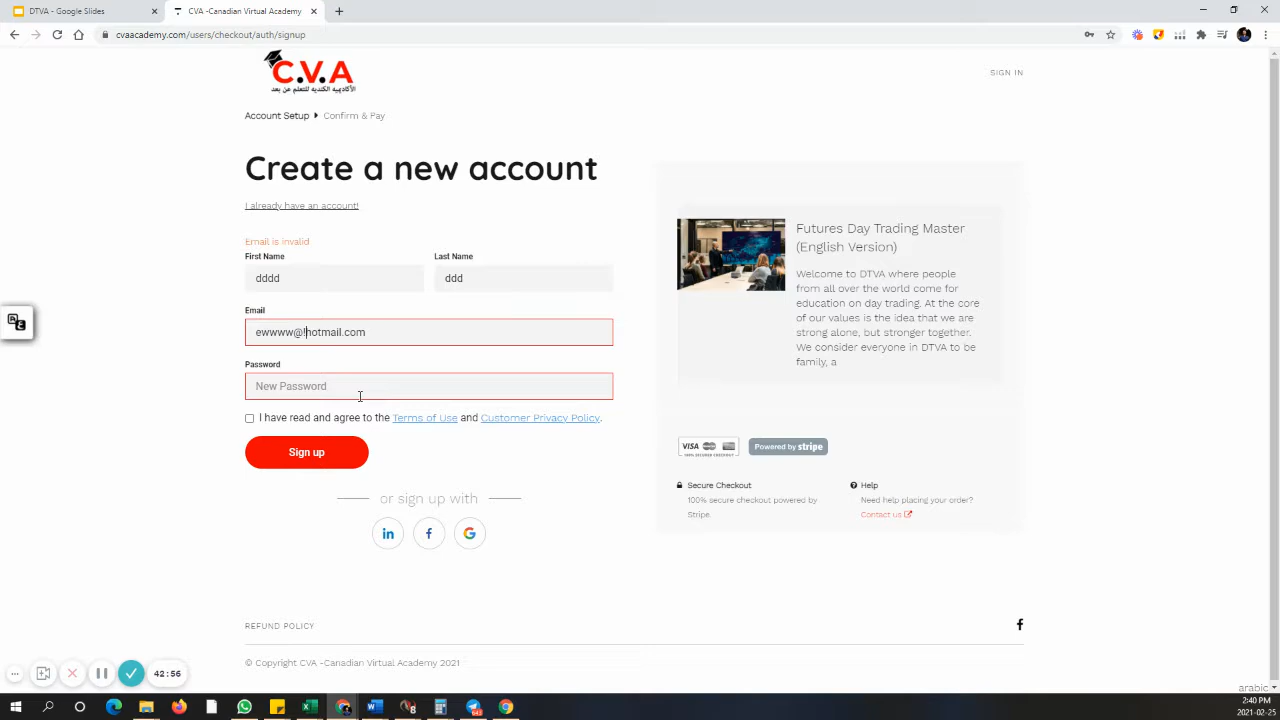 DTVA - Google Slides
CVA -Canadian Virtual Academy
cvaacademy.com/users/checkout/auth/signup
C.V.A
الأكاديميه الكنديه للتعلم عن بعد
SIGN IN
Account Setup Confirm & Pay
Create a new account
I already have an account!
Email is invalid
First Name Last Name
dddd ddd
Email
ewwww@!hotmail.com
Password
New Password
I have read and agree to the Terms of Use and Customer Privacy Policy.
Sign up
or sign up with
Futures Day Trading Master
(English Version)
Welcome to DTVA where people
from all over the world come for
education on day trading. At the core
of our values is the idea that we are
strong alone, but stronger together.
We consider everyone in DTVA to be
family, a
VISA
Powered by stripe
Secure Checkout
100% secure checkout powered by
Stripe.
Help
Need help placing your order?
Contact us
REFUND POLICY
© Copyright CVA -Canadian Virtual Academy 2021
42:56
arabic
2:40 PM
2021-02-25